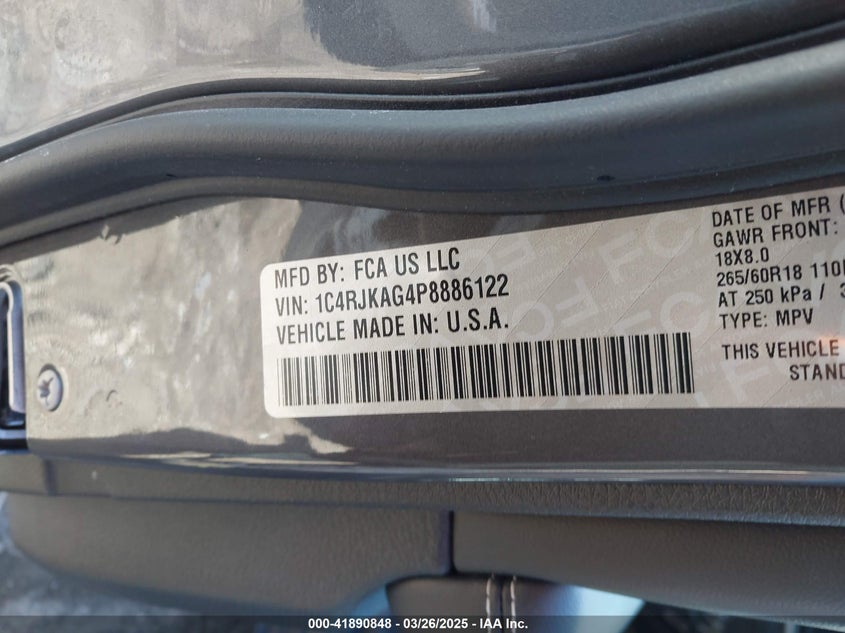 MFD BY: FCA US LLC
VIN: 1C4RJKAG4P8886122
VEHICLE MADE IN: U.S.A.
DATE OF MFR (
GAWR FRONT:
18X8.0
265/60R18 110
AT 250 kPa /
TYPE: MPV
THIS VEHICLE
STAND
000-41890848 - 03/26/2025 - IAA Inc.